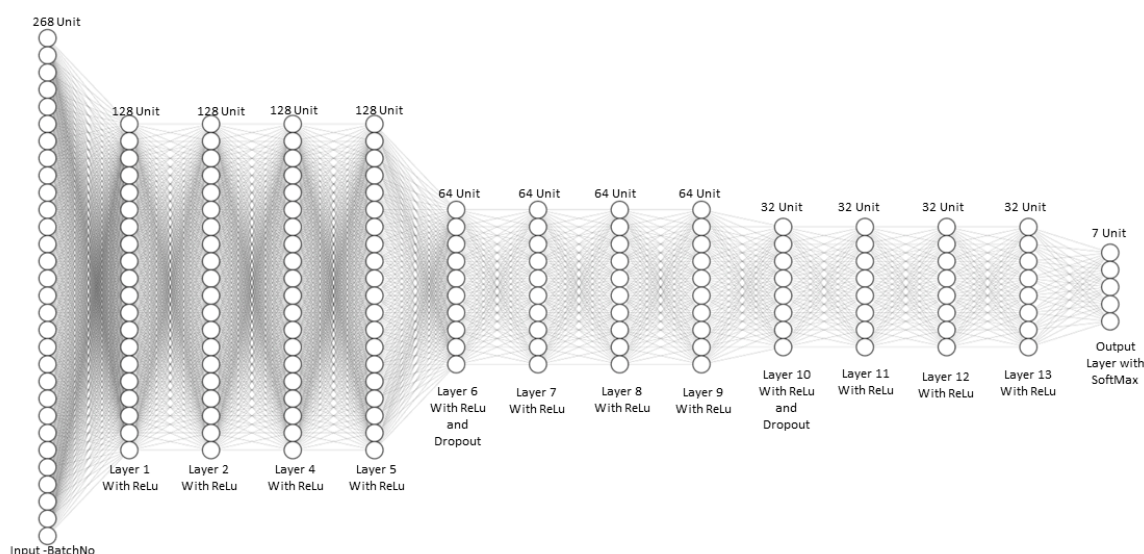 268 Unit
128 Unit
128 Unit
128 Unit
128 Unit
64 Unit
64 Unit
64 Unit
64 Unit
32 Unit
32 Unit
32 Unit
32 Unit
7 Unit
Input -BatchNo
Layer 1
With ReLu
Layer 2
With ReLu
Layer 4
With ReLu
Layer 5
With ReLu
Layer 6
With ReLu
and
Dropout
Layer 7
With ReLu
Layer 8
With ReLu
Layer 9
With ReLu
Layer 10
With ReLu
and
Dropout
Layer 11
With ReLu
Layer 12
With ReLu
Layer 13
With ReLu
Output
Layer with
SoftMax